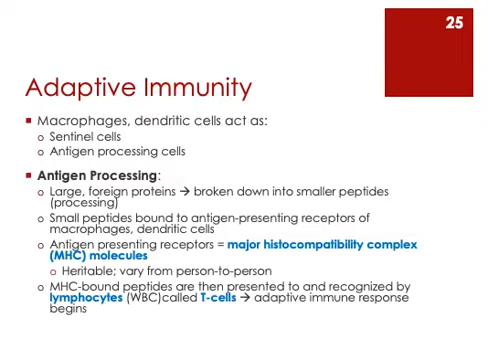 25
Adaptive Immunity
Macrophages, dendritic cells act as:
Sentinel cells
Antigen processing cells
Antigen Processing:
Large, foreign proteins → broken down into smaller peptides
(processing)
Small peptides bound to antigen-presenting receptors of
macrophages, dendritic cells
Antigen presenting receptors = major histocompatibility complex
(MHC) molecules
Heritable; vary from person-to-person
MHC-bound peptides are then presented to and recognized by
lymphocytes (WBC)called T-cells → adaptive immune response
begins